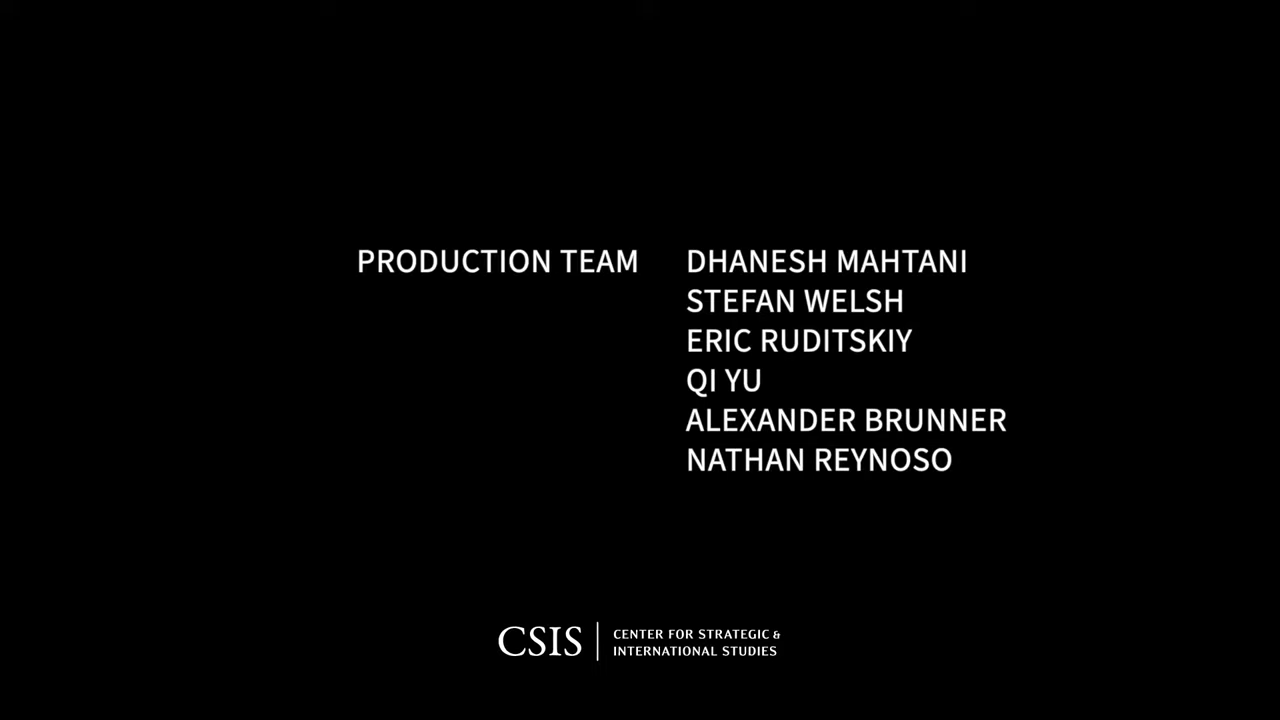 PRODUCTION TEAM DHANESH MAHTANI
STEFAN WELSH
ERIC RUDITSKIY
QI YU
ALEXANDER BRUNNER
NATHAN REYNOSO
CSIS CENTER FOR STRATEGIC &
INTERNATIONAL STUDIES